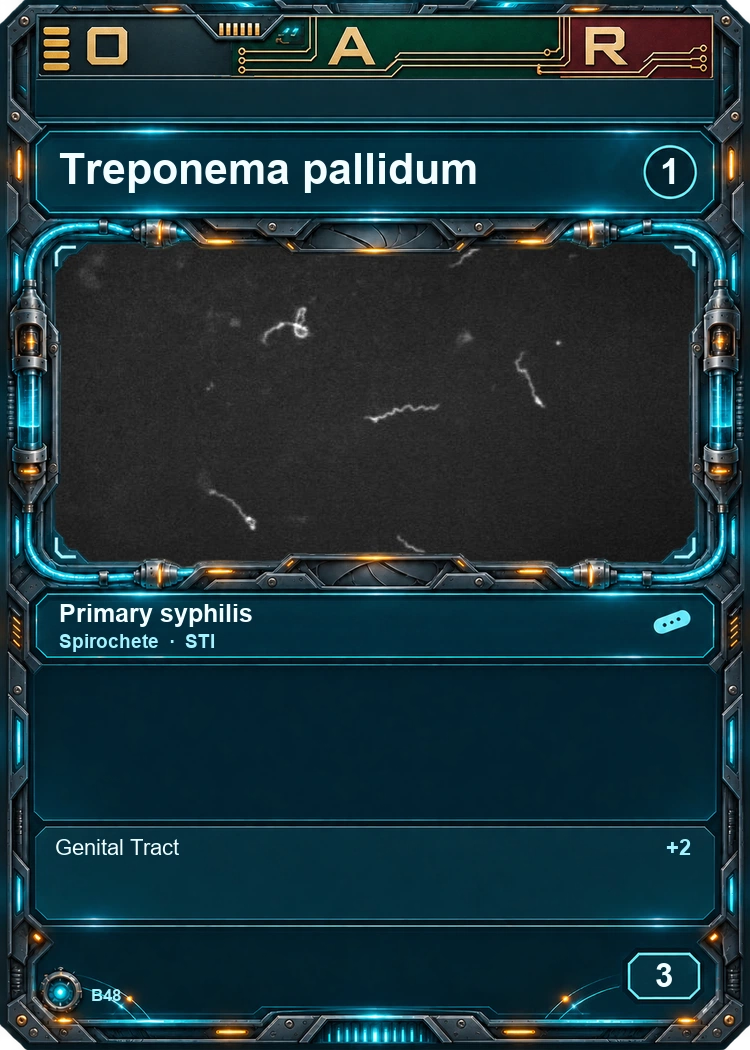 O A R
Treponema pallidum 1
Primary syphilis
Spirochete · STI
Genital Tract +2
3
B48